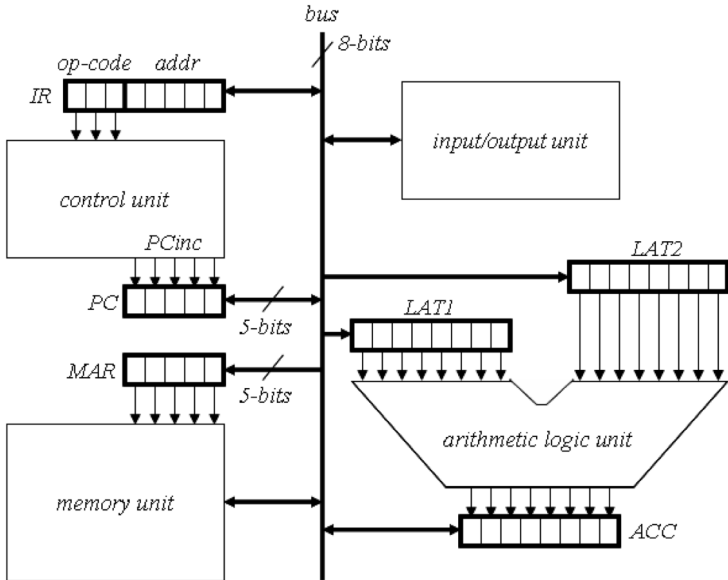 bus
8-bits
op-code addr
IR
input/output unit
control unit
PCinc
LAT2
PC
5-bits
LAT1
MAR
5-bits
arithmetic logic unit
memory unit
ACC